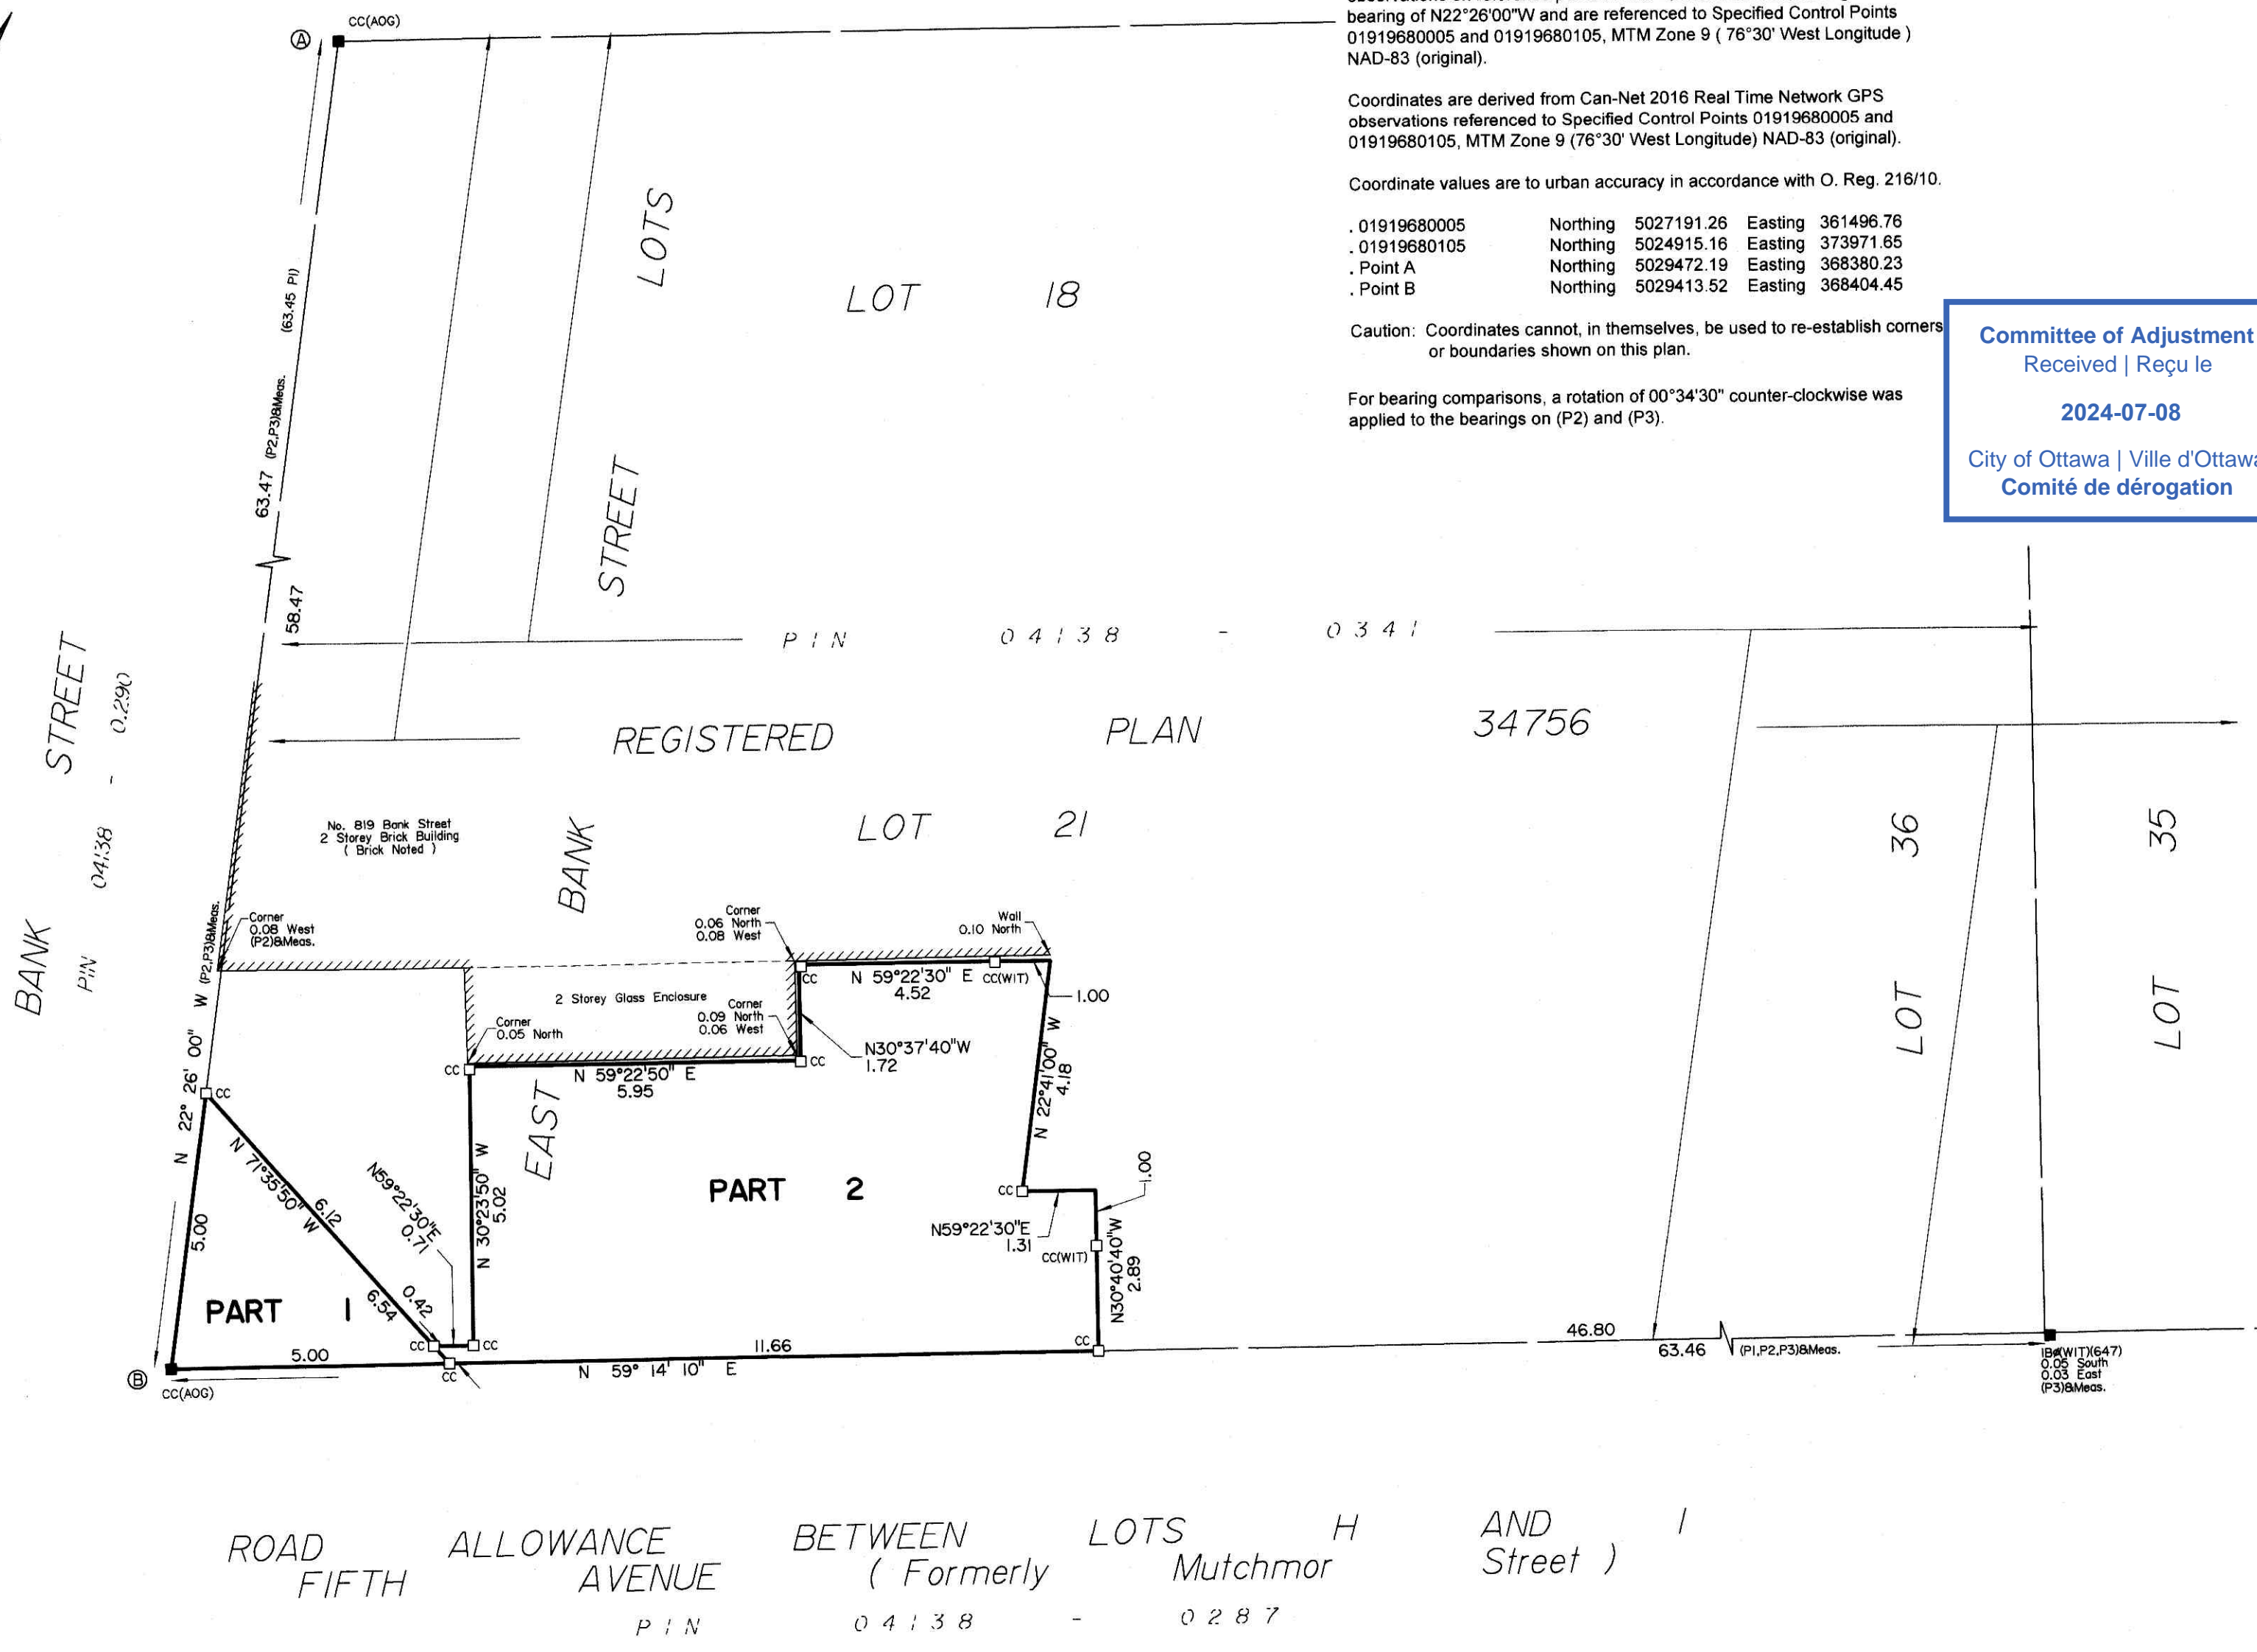 bearing of N22°26'00"W and are referenced to Specified Control Points
01919680005 and 01919680105, MTM Zone 9 ( 76°30' West Longitude )
NAD-83 (original).
Coordinates are derived from Can-Net 2016 Real Time Network GPS
observations referenced to Specified Control Points 01919680005 and
01919680105, MTM Zone 9 (76°30' West Longitude) NAD-83 (original).
Coordinate values are to urban accuracy in accordance with O. Reg. 216/10.
. 01919680005 Northing 5027191.26 Easting 361496.76
. 01919680105 Northing 5024915.16 Easting 373971.65
. Point A Northing 5029472.19 Easting 368380.23
. Point B Northing 5029413.52 Easting 368404.45
Caution: Coordinates cannot, in themselves, be used to re-establish corners
or boundaries shown on this plan.
For bearing comparisons, a rotation of 00°34'30" counter-clockwise was
applied to the bearings on (P2) and (P3).
Committee of Adjustment
Received | Reçu le
2024-07-08
City of Ottawa | Ville d'Ottawa
Comité de dérogation
A
CC(AOG)
63.47 (P2,P3)&Meas. (63.45 P1)
58.47
LOTS
STREET
BANK
EAST
LOT 18
PIN 04138 - 0341
REGISTERED PLAN 34756
LOT 21
LOT 36
LOT 35
BANK STREET
PIN 04138 - 0290
No. 819 Bank Street
2 Storey Brick Building
( Brick Noted )
Corner
0.08 West
(P2)&Meas.
N 22° 26' 00" W (P2,P3)&Meas.
Corner
0.06 North
0.08 West
Wall
0.10 North
CC
N 59°22'30" E
4.52
CC(WIT)
1.00
2 Storey Glass Enclosure
Corner
0.05 North
Corner
0.09 North
0.06 West
N30°37'40"W
1.72
CC
CC
N 59°22'50" E
5.95
N 22°41'00" W
4.18
CC
N 71°35'50" W
6.12
N59°22'30"E
0.71
N 30°23'50" W
5.02
PART 2
CC
1.00
N59°22'30"E
1.31
CC(WIT)
N30°40'40"W
2.89
5.00
PART 1
0.42
6.54
CC
CC
CC
5.00
11.66
CC
N 59° 14' 10" E
46.80
63.46 (P1,P2,P3)&Meas.
(WIT)(647)
0.05 South
0.03 East
(P3)&Meas.
B
CC(AOG)
CC
ROAD ALLOWANCE BETWEEN LOTS H AND I
FIFTH AVENUE ( Formerly Mutchmor Street )
PIN 04138 - 0287